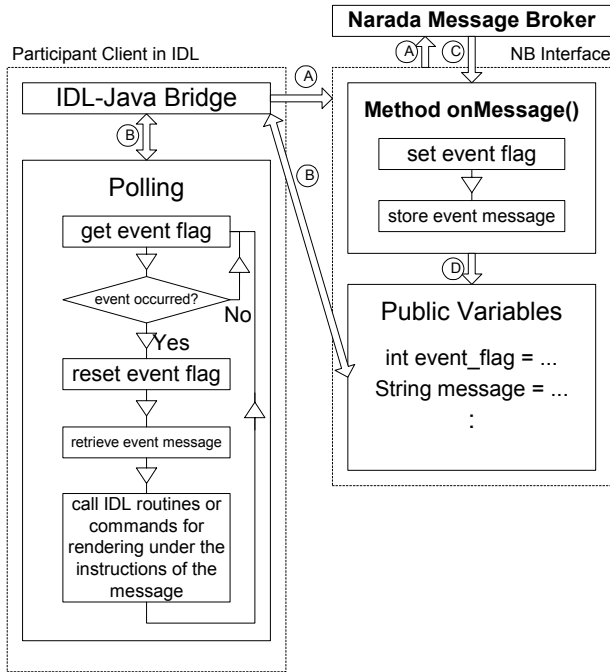 Narada Message Broker
Participant Client in IDL
A
C
NB Interface
A
IDL-Java Bridge
Method onMessage()
B
set event flag
store event message
B
Polling
get event flag
event occurred?
No
Yes
reset event flag
retrieve event message
call IDL routines or
commands for
rendering under the
instructions of the
message
D
Public Variables
int event_flag = ...
String message = ...
: